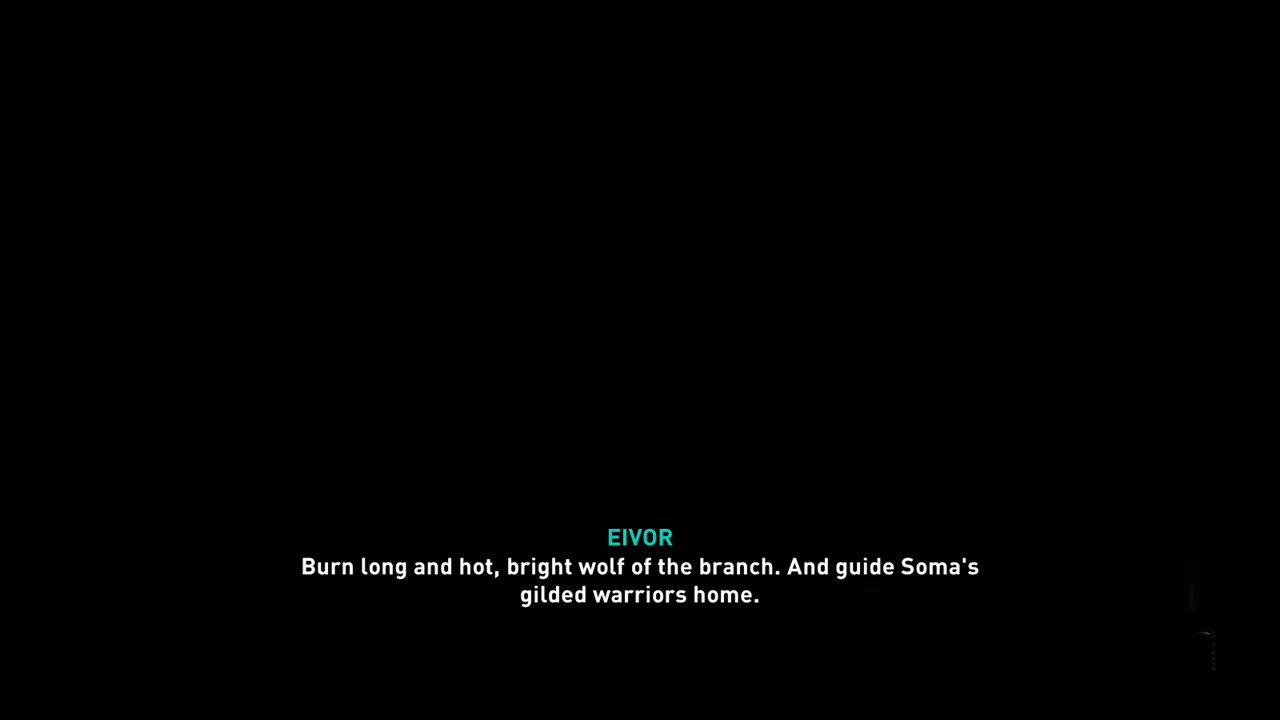 EIVOR
Burn long and hot, bright wolf of the branch. And guide Soma's
gilded warriors home.